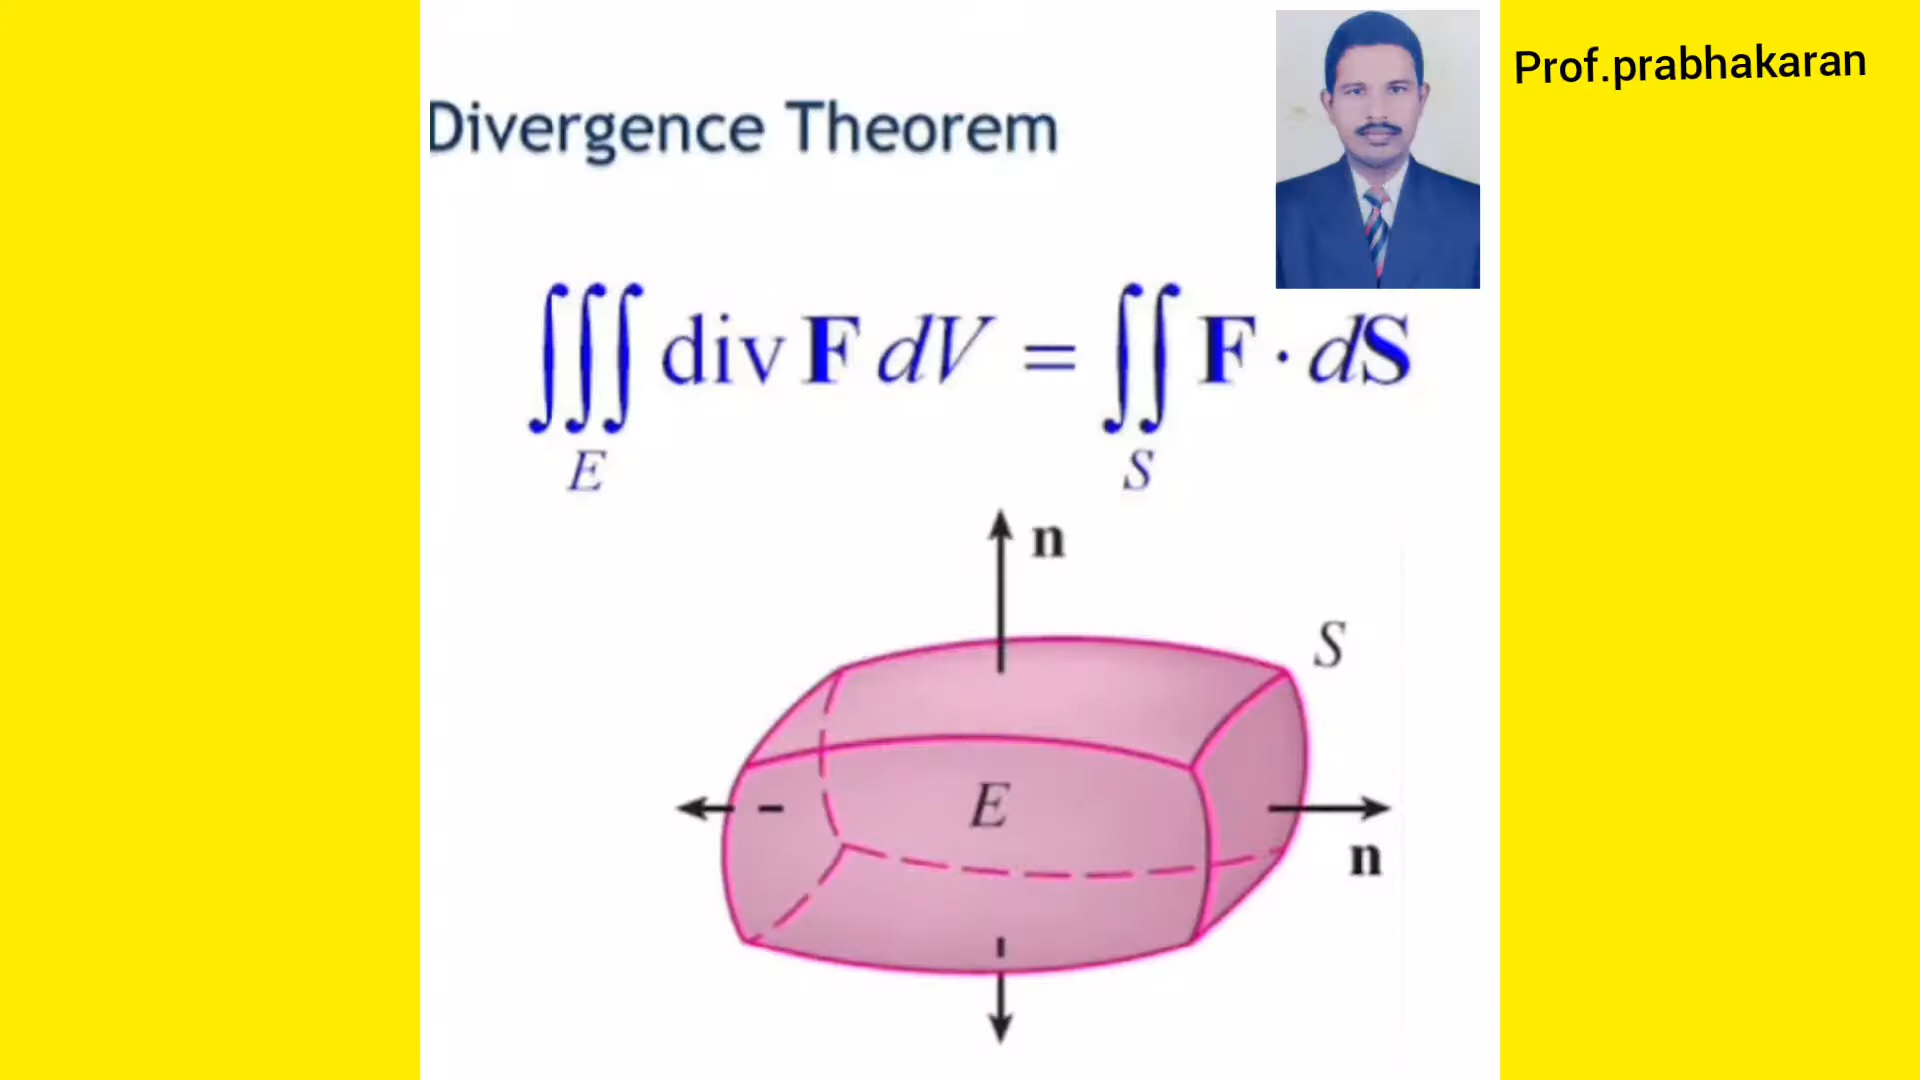 Prof.prabhakaran
Divergence Theorem
∭ div F dV = ∬ F · dS
E S
n
S
E
n